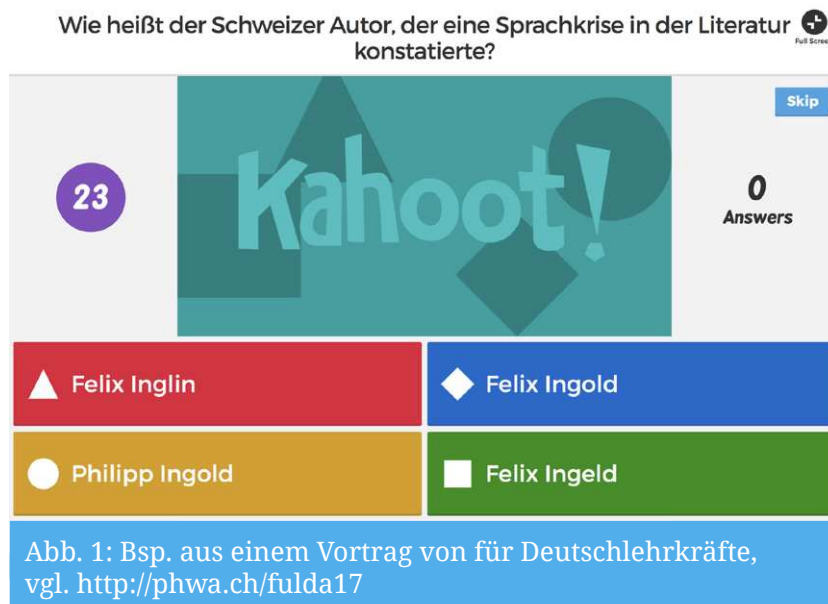 Wie heißt der Schweizer Autor, der eine Sprachkrise in der Literatur
konstatierte?
Full Scree
Skip
23
Kahoot!
0
Answers
Felix Inglin
Felix Ingold
Philipp Ingold
Felix Ingeld
Abb. 1: Bsp. aus einem Vortrag von für Deutschlehrkräfte,
vgl. http://phwa.ch/fulda17